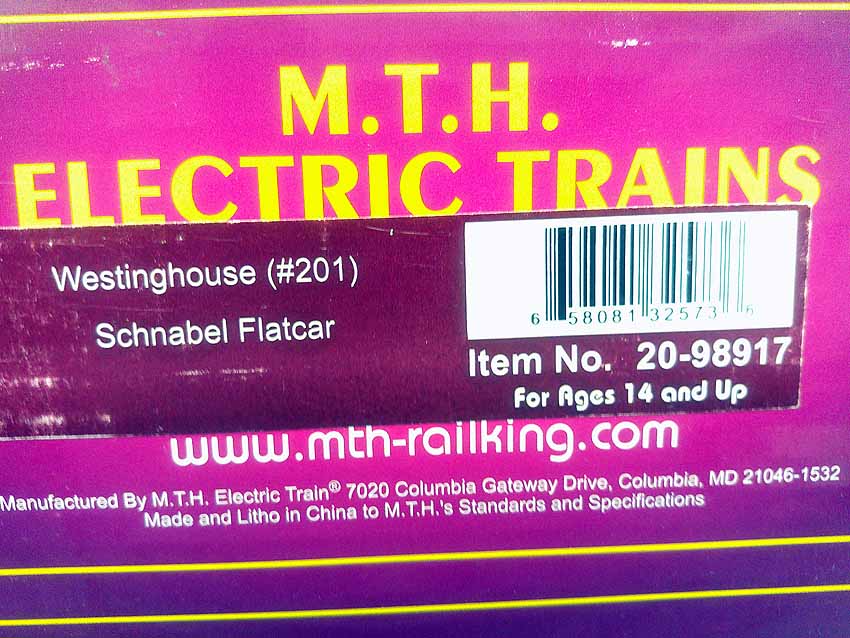 M.T.H.
ELECTRIC TRAINS
Westinghouse (#201)
Schnabel Flatcar
6 58081 32573 6
Item No. 20-98917
For Ages 14 and Up
www.mth-railking.com
Manufactured By M.T.H. Electric Train® 7020 Columbia Gateway Drive, Columbia, MD 21046-1532
Made and Litho in China to M.T.H.'s Standards and Specifications